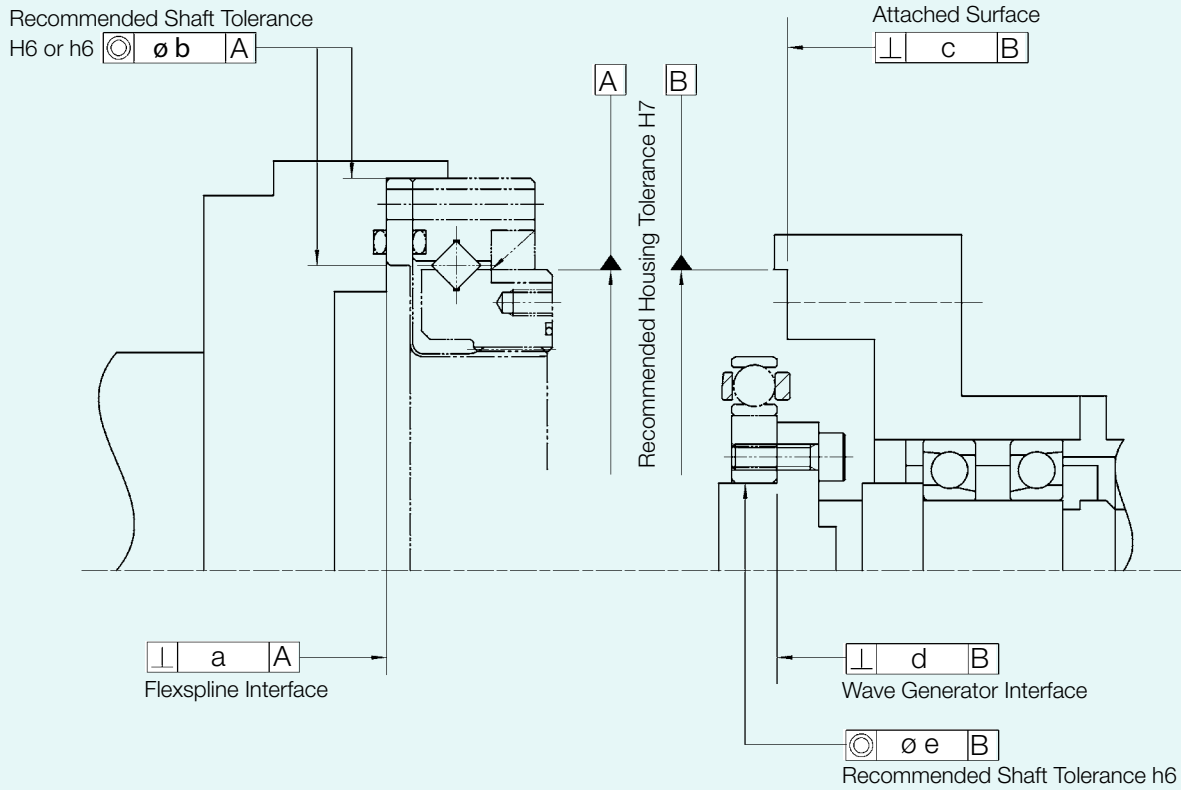 Recommended Shaft Tolerance
H6 or h6 ◎ ø b A
Attached Surface
⊥ c B
A
B
Recommended Housing Tolerance H7
⊥ a A
Flexspline Interface
⊥ d B
Wave Generator Interface
◎ ø e B
Recommended Shaft Tolerance h6